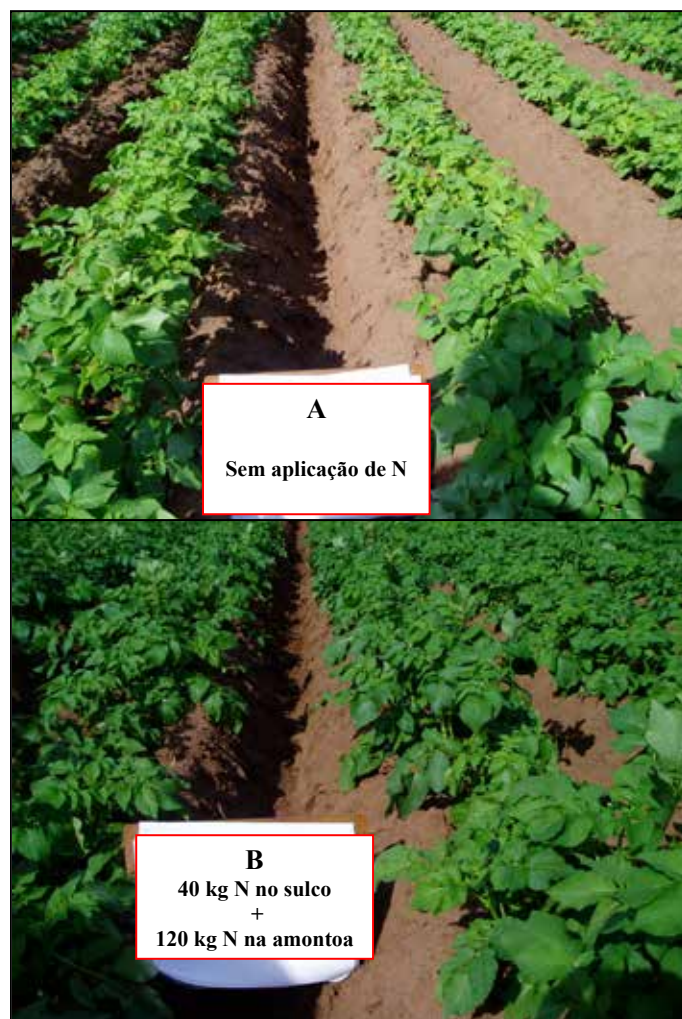 A
Sem aplicação de N
B
40 kg N no sulco
+
120 kg N na amontoa